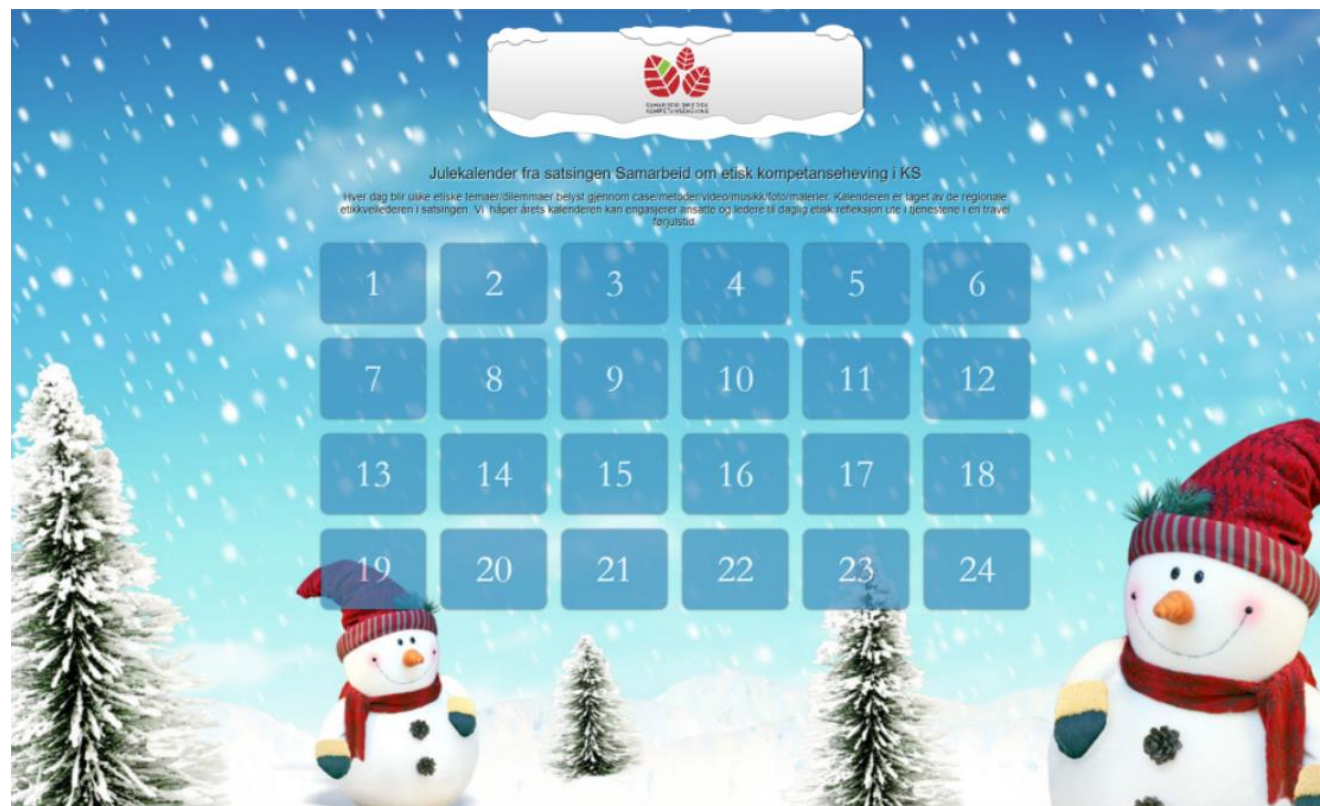 SAMARBEID OM ETISK
KOMPETANSEHEVING
Julekalender fra satsingen Samarbeid om etisk kompetanseheving i KS
Hver dag blir ulike etiske temaer/dilemmaer belyst gjennom case/metoder/video/musikk/foto/malerier. Kalenderen er laget av de regionale
etikkveilederen i satsingen. Vi håper årets kalenderen kan engasjerer ansatte og ledere til daglig etisk refleksjon ute i tjenestene i en travel
førjulstid.
1 2 3 4 5 6
7 8 9 10 11 12
13 14 15 16 17 18
19 20 21 22 23 24